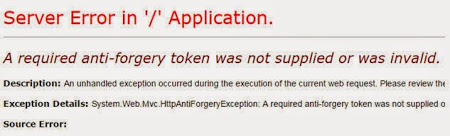 Server Error in '/' Application.
A required anti-forgery token was not supplied or was invalid.
Description: An unhandled exception occurred during the execution of the current web request. Please review the
Exception Details: System.Web.Mvc.HttpAntiForgeryException: A required anti-forgery token was not supplied o
Source Error: